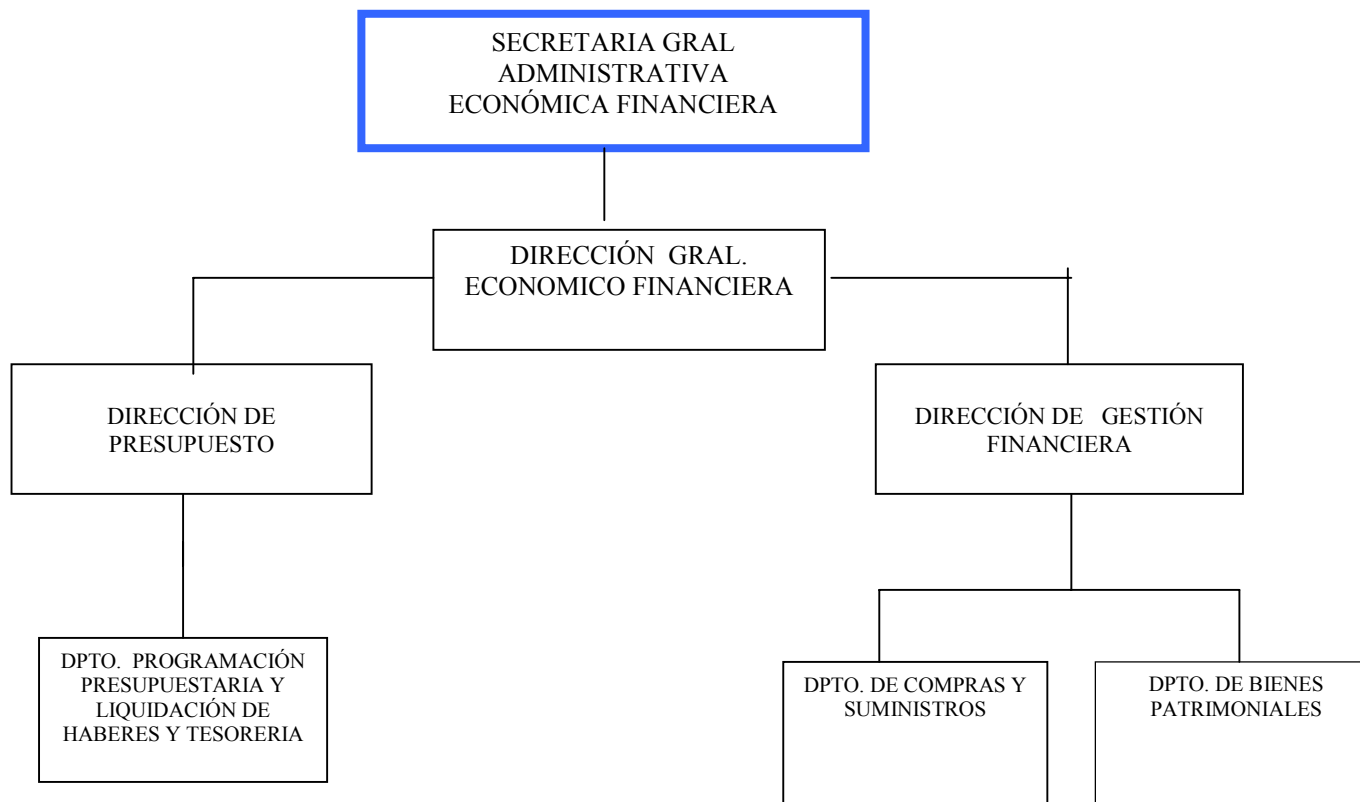 SECRETARIA GRAL
ADMINISTRATIVA
ECONÓMICA FINANCIERA
DIRECCIÓN GRAL.
ECONOMICO FINANCIERA
DIRECCIÓN DE
PRESUPUESTO
DIRECCIÓN DE GESTIÓN
FINANCIERA
DPTO. PROGRAMACIÓN
PRESUPUESTARIA Y
LIQUIDACIÓN DE
HABERES Y TESORERIA
DPTO. DE COMPRAS Y
SUMINISTROS
DPTO. DE BIENES
PATRIMONIALES